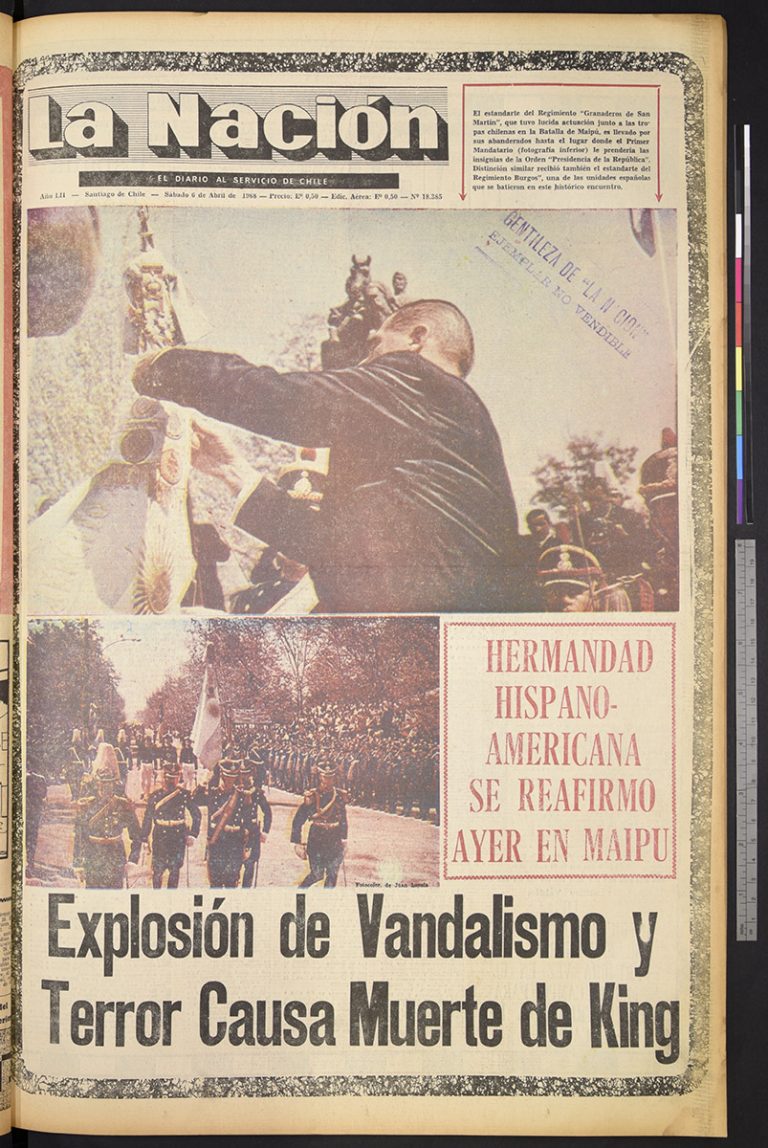 La Nación
EL DIARIO AL SERVICIO DE CHILE
Año LII — Santiago de Chile — Sábado 6 de Abril de 1968 — Precio: Eº 0,50 — Edic. Aérea: Eº 0,50 — Nº 18.385
El estandarte del Regimiento "Granaderos de San
Martín", que tuvo lucida actuación junto a las tro-
pas chilenas en la Batalla de Maipú, es llevado por
sus abanderados hasta el lugar donde el Primer
Mandatario (fotografía inferior) le prendería las
insignias de la Orden "Presidencia de la República".
Distinción similar recibió también el estandarte del
Regimiento Burgos", una de las unidades españolas
que se batieron en este histórico encuentro.
GENTILEZA DE "LA NACION"
EJEMPLAR NO VENDIBLE
HERMANDAD
HISPANO-
AMERICANA
SE REAFIRMO
AYER EN MAIPU
Fotocolor. de Juan
Explosión de Vandalismo y
Terror Causa Muerte de King